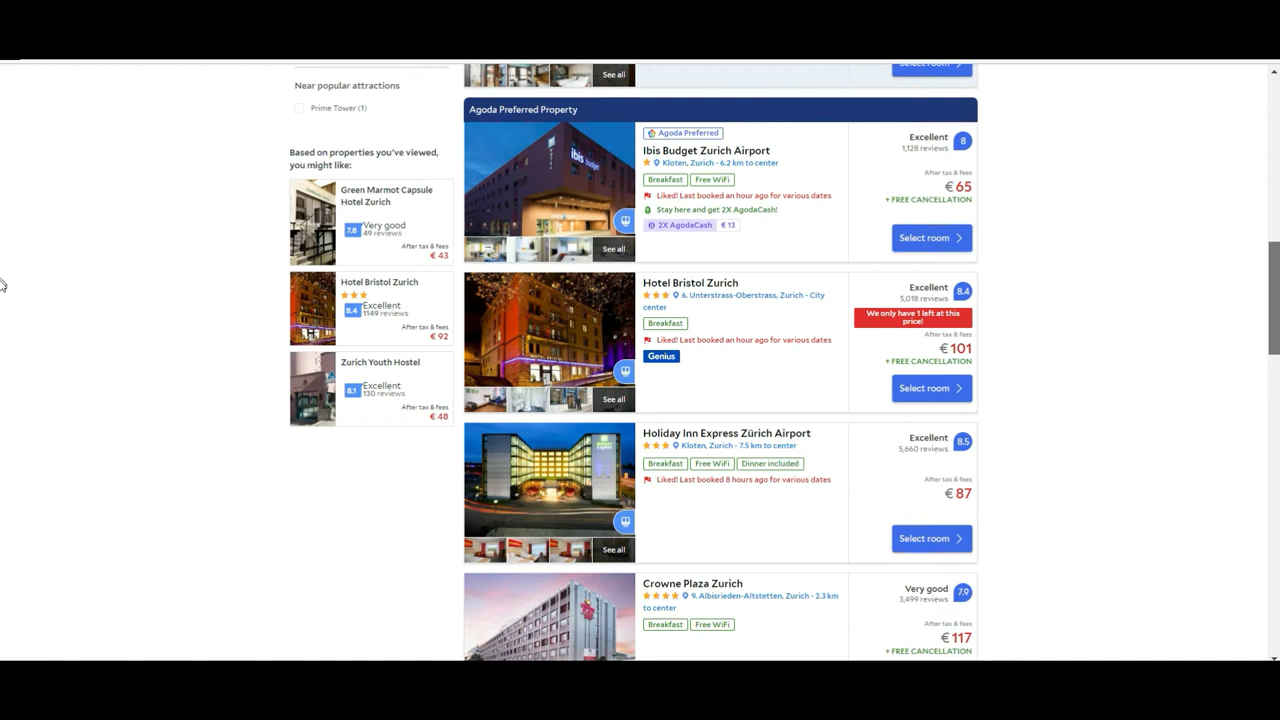 Near popular attractions
Prime Tower (1)
Based on properties you've viewed,
you might like:
Green Marmot Capsule
Hotel Zurich
7.8
Very good
49 reviews
After tax & fees
€ 43
Hotel Bristol Zurich
8.4
Excellent
1149 reviews
After tax & fees
€ 92
Zurich Youth Hostel
8.1
Excellent
130 reviews
After tax & fees
€ 48
See all
Select room
Agoda Preferred Property
ibis budget
See all
Agoda Preferred
Ibis Budget Zurich Airport
Kloten, Zurich - 6.2 km to center
Breakfast
Free WiFi
Liked! Last booked an hour ago for various dates
Stay here and get 2X AgodaCash!
2X AgodaCash
€ 13
Excellent
8
1,128 reviews
After tax & fees
€ 65
+ FREE CANCELLATION
Select room
HOTEL BRISTOL
See all
Hotel Bristol Zurich
6. Unterstrass-Oberstrass, Zurich - City
center
Breakfast
Liked! Last booked an hour ago for various dates
Genius
Excellent
8.4
5,018 reviews
We only have 1 left at this
price!
After tax & fees
€ 101
+ FREE CANCELLATION
Select room
See all
Holiday Inn Express Zürich Airport
Kloten, Zurich - 7.5 km to center
Breakfast
Free WiFi
Dinner included
Liked! Last booked 8 hours ago for various dates
Excellent
8.5
5,660 reviews
After tax & fees
€ 87
Select room
Crowne Plaza Zurich
9. Albisrieden-Altstetten, Zurich - 2.3 km
to center
Breakfast
Free WiFi
Very good
7.9
3,499 reviews
After tax & fees
€ 117
+ FREE CANCELLATION